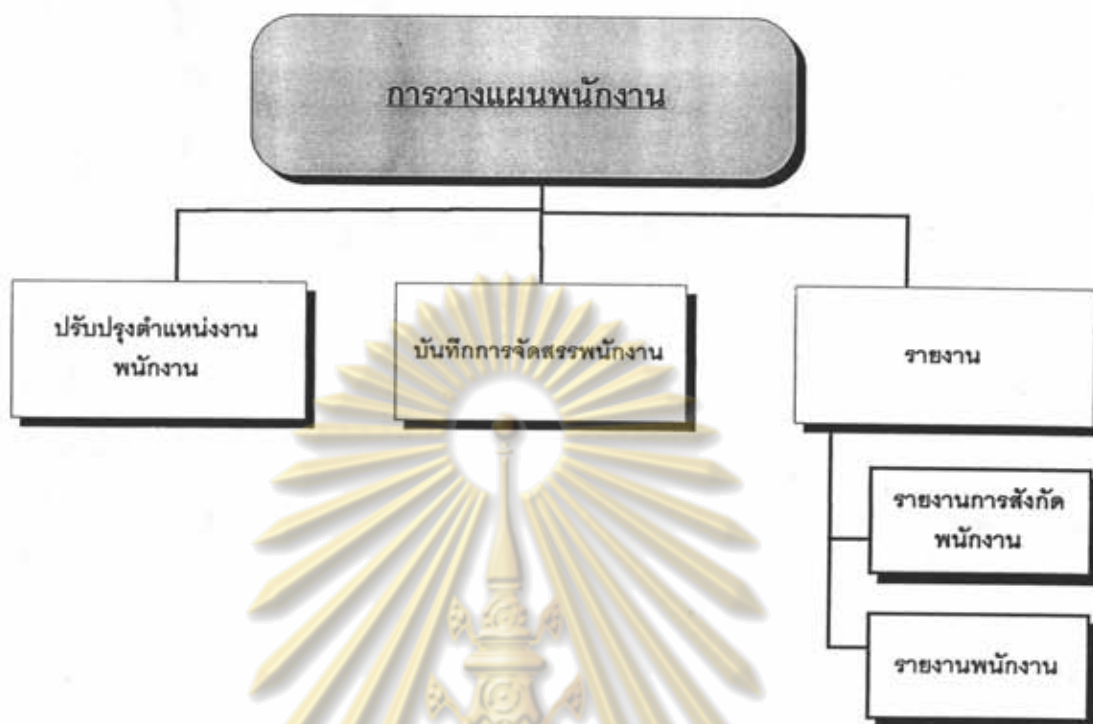 การวางแผนพนักงาน
ปรับปรุงตำแหน่งงาน
พนักงาน
บันทึกการจัดสรรพนักงาน
รายงาน
รายงานการสังกัด
พนักงาน
รายงานพนักงาน